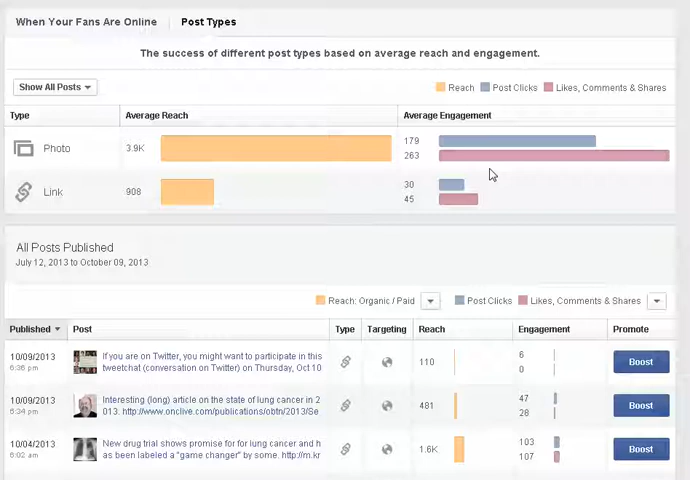 When Your Fans Are Online | Post Types
The success of different post types based on average reach and engagement.
Show All Posts
Reach Post Clicks Likes, Comments & Shares
Type Average Reach Average Engagement
Photo 3.9K 179
263
Link 908 30
45
All Posts Published
July 12, 2013 to October 09, 2013
Reach: Organic / Paid Post Clicks Likes, Comments & Shares
Published Post Type Targeting Reach Engagement Promote
10/09/2013 If you are on Twitter, you might want to participate in this 110 6 Boost
6:36 pm tweetchat (conversation on Twitter) on Thursday, Oct 10 0
10/09/2013 Interesting (long) article on the state of lung cancer in 2 481 47 Boost
6:34 pm 013. http://www.onclive.com/publications/obtn/2013/Se 28
10/04/2013 New drug trial shows promise for for lung cancer and h 1.6K 103 Boost
6:02 am as been labeled a "game changer" by some. http://m.kr 107